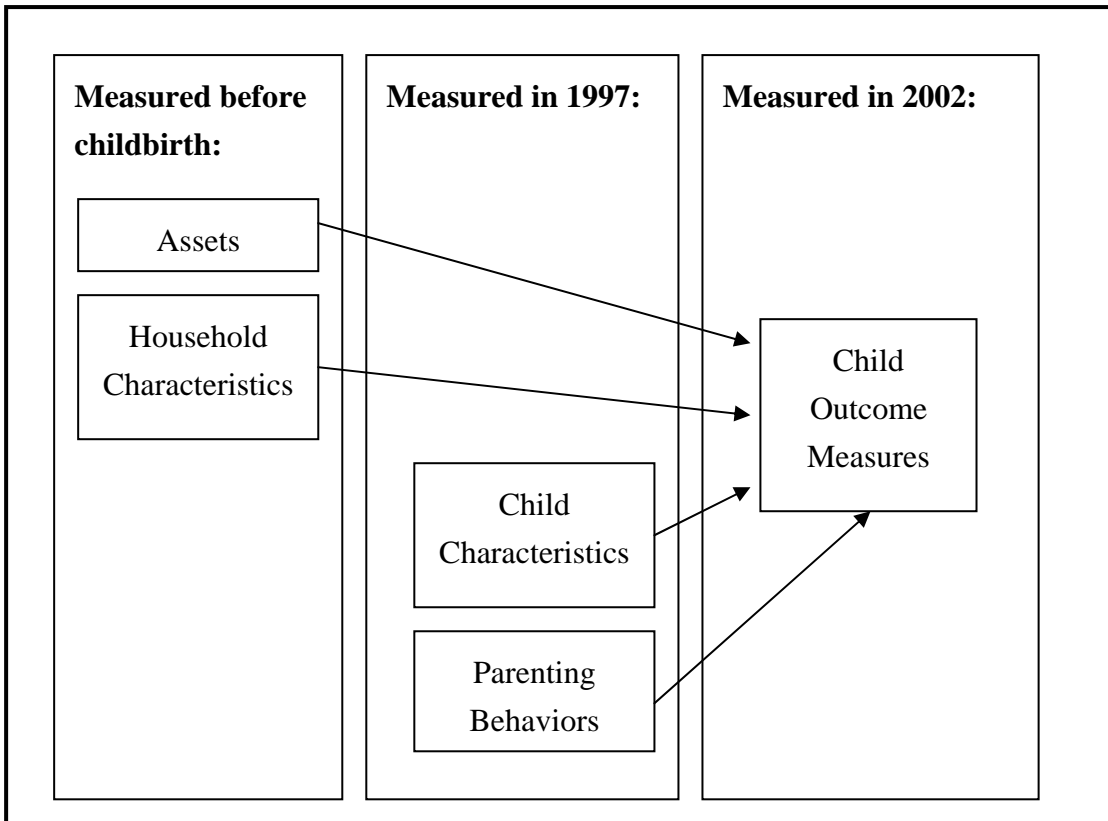 Measured before
childbirth:
Assets
Household
Characteristics
Measured in 1997:
Child
Characteristics
Parenting
Behaviors
Measured in 2002:
Child
Outcome
Measures